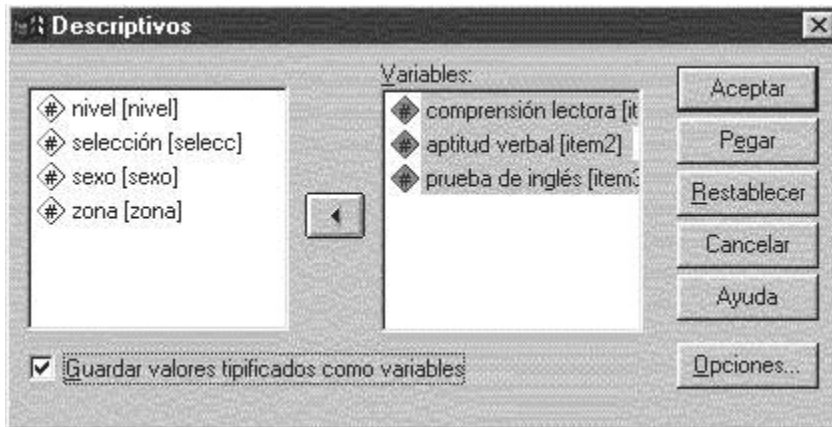 Descriptivos
Variables:
nivel [nivel]
selección [selecc]
sexo [sexo]
zona [zona]
comprensión lectora [it
aptitud verbal [item2]
prueba de inglés [item3
Aceptar
Pegar
Restablecer
Cancelar
Ayuda
Guardar valores tipificados como variables
Opciones...